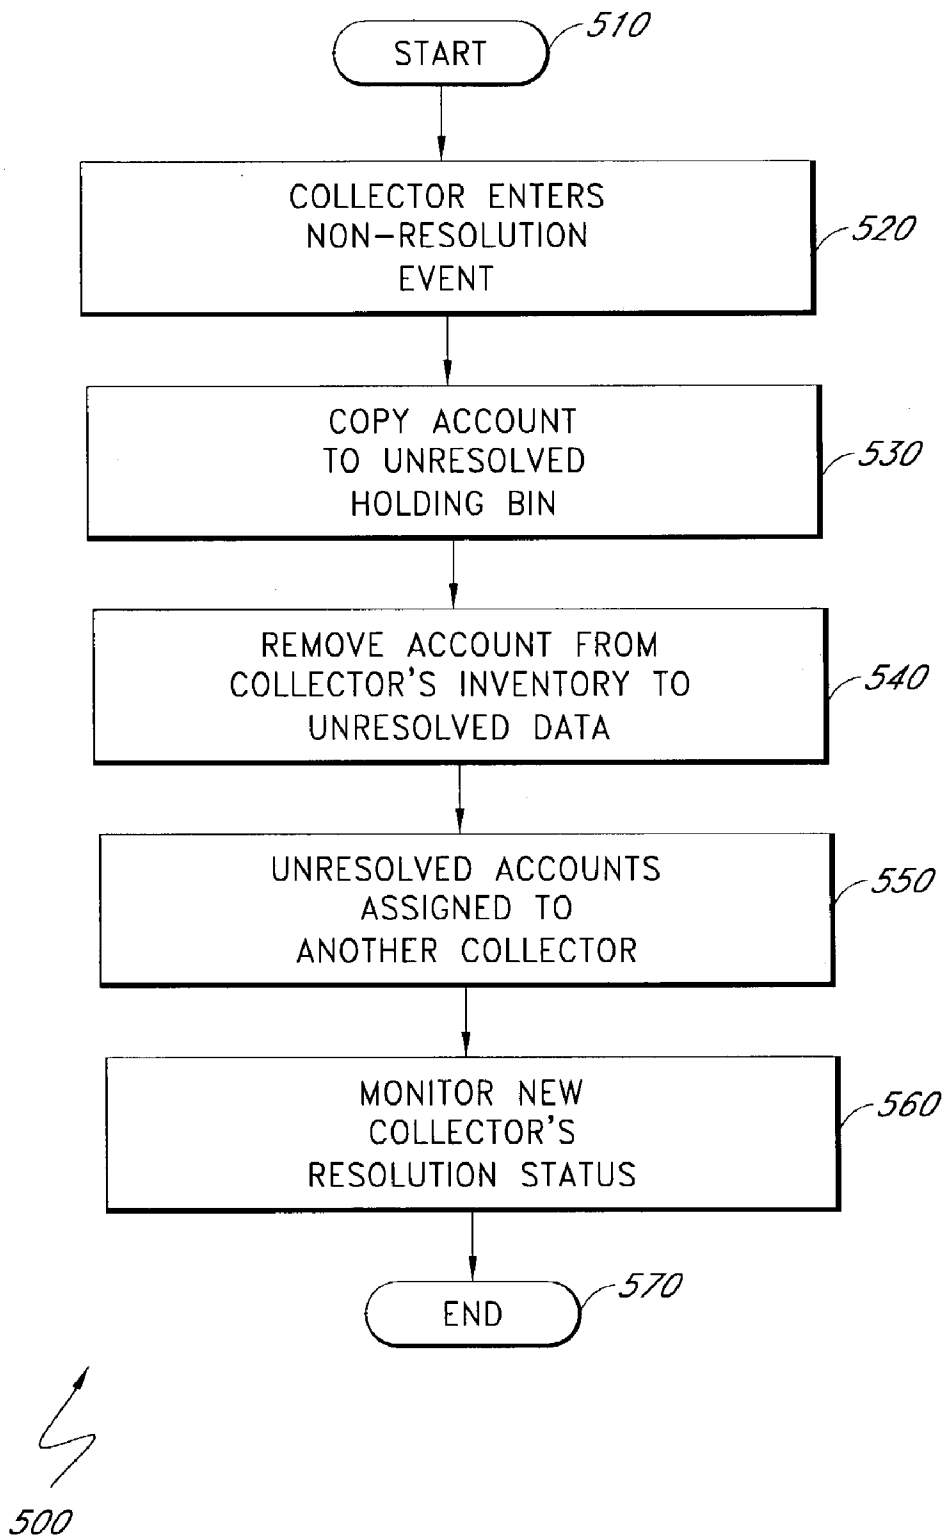 START
510
COLLECTOR ENTERS
NON-RESOLUTION
EVENT
520
COPY ACCOUNT
TO UNRESOLVED
HOLDING BIN
530
REMOVE ACCOUNT FROM
COLLECTOR'S INVENTORY TO
UNRESOLVED DATA
540
UNRESOLVED ACCOUNTS
ASSIGNED TO
ANOTHER COLLECTOR
550
MONITOR NEW
COLLECTOR'S
RESOLUTION STATUS
560
END
570
500